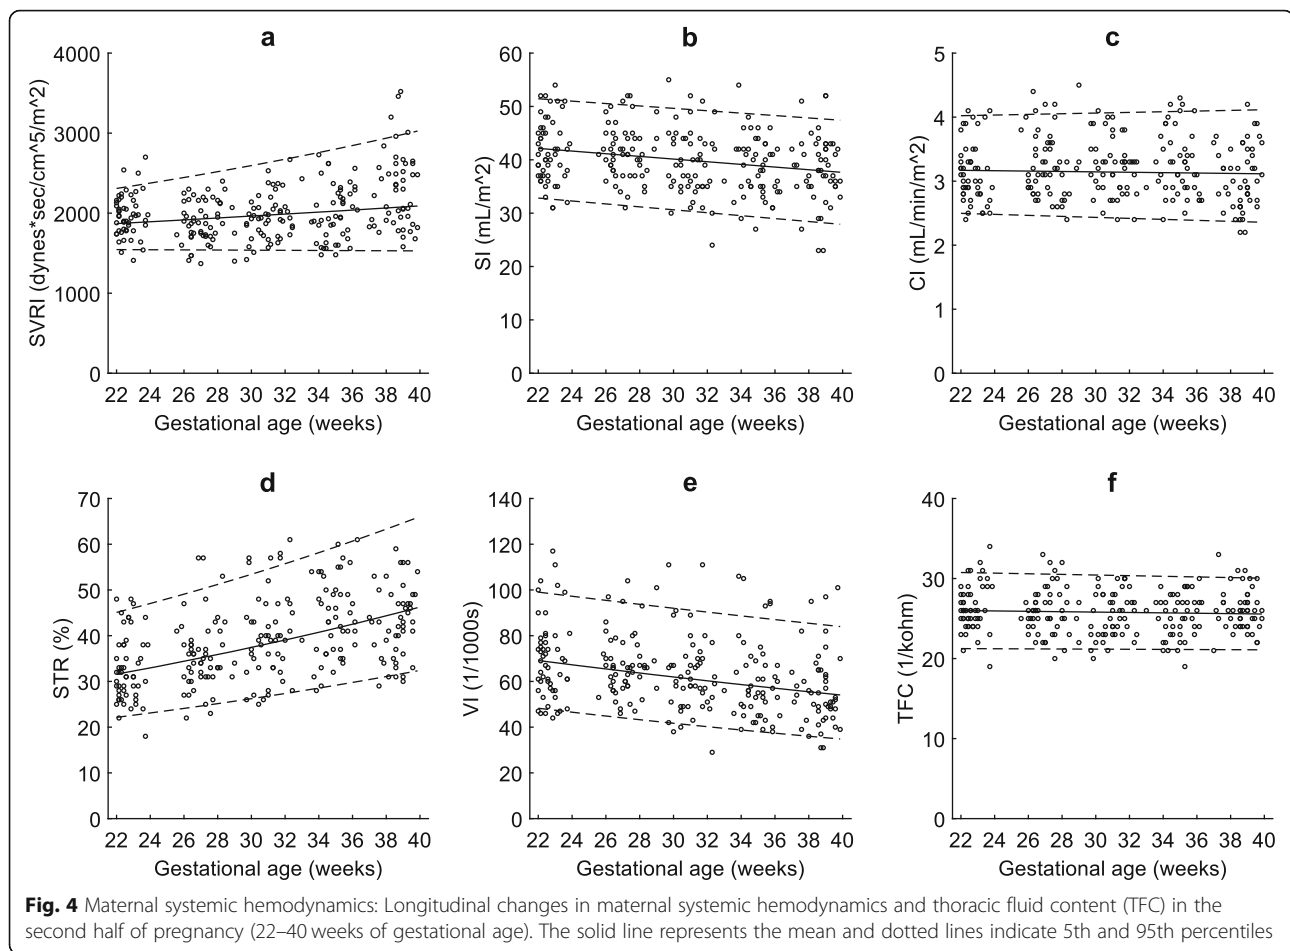 a
4000
3000
2000
1000
0
SVRI (dynes*sec/cm^5/m^2)
22 24 26 28 30 32 34 36 38 40
Gestational age (weeks)
b
60
50
40
30
20
10
0
SI (mL/m^2)
22 24 26 28 30 32 34 36 38 40
Gestational age (weeks)
c
5
4
3
2
1
0
CI (mL/min/m^2)
22 24 26 28 30 32 34 36 38 40
Gestational age (weeks)
d
70
60
50
40
30
20
10
0
STR (%)
22 24 26 28 30 32 34 36 38 40
Gestational age (weeks)
e
140
120
100
80
60
40
20
0
VI (1/1000s)
22 24 26 28 30 32 34 36 38 40
Gestational age (weeks)
f
40
30
20
10
0
TFC (1/kohm)
22 24 26 28 30 32 34 36 38 40
Gestational age (weeks)
Fig. 4 Maternal systemic hemodynamics: Longitudinal changes in maternal systemic hemodynamics and thoracic fluid content (TFC) in the
second half of pregnancy (22–40 weeks of gestational age). The solid line represents the mean and dotted lines indicate 5th and 95th percentiles